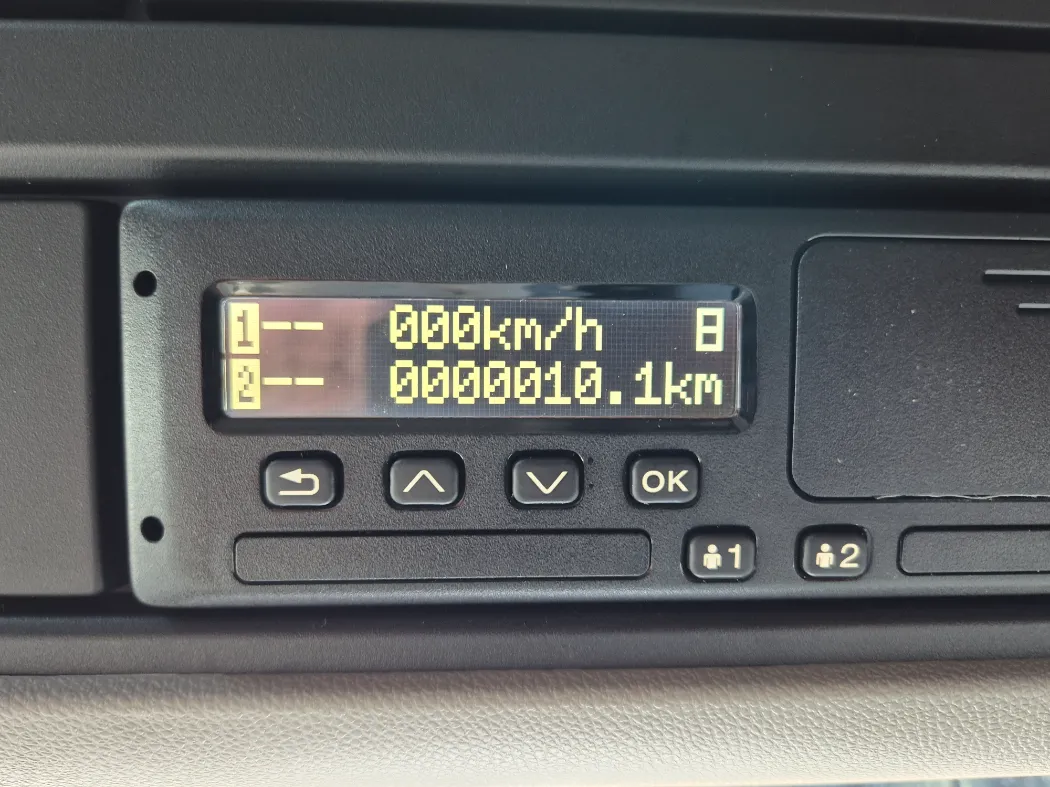 1-- 000km/h 8
2-- 0000010.1km
OK
1 2